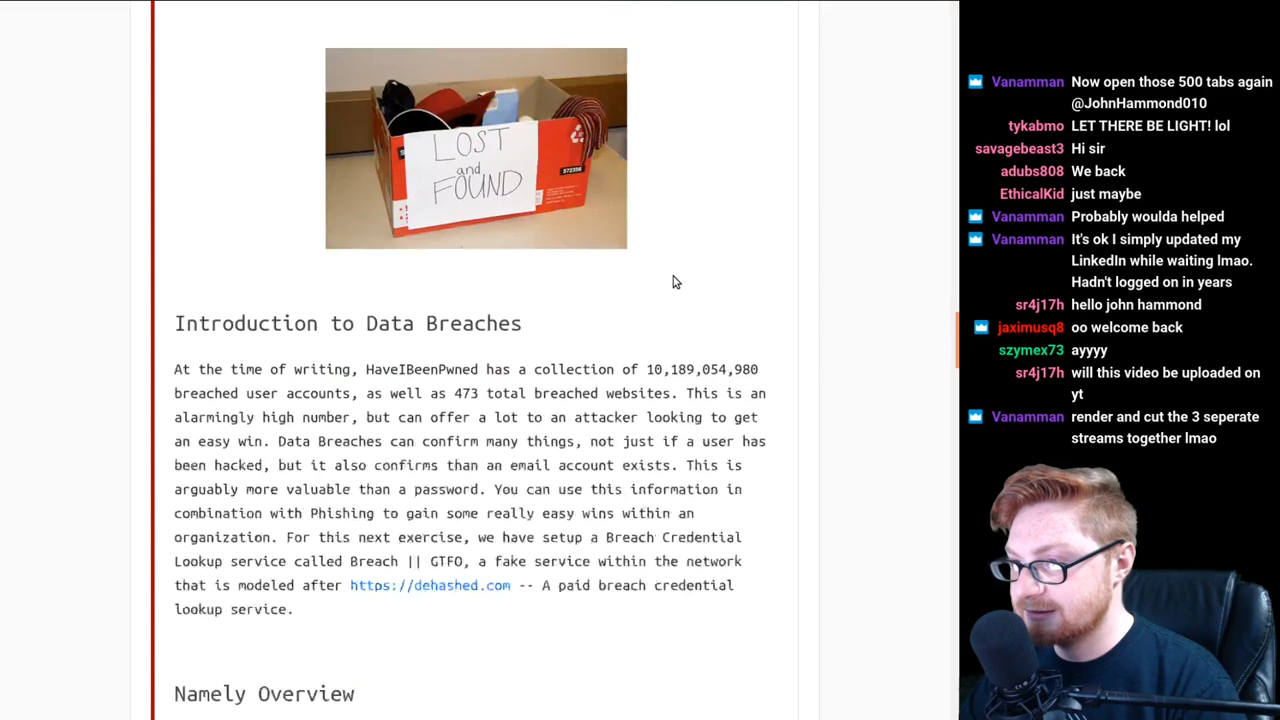 LOST
and
FOUND
572356
Introduction to Data Breaches
At the time of writing, HaveIBeenPwned has a collection of 10,189,054,980
breached user accounts, as well as 473 total breached websites. This is an
alarmingly high number, but can offer a lot to an attacker looking to get
an easy win. Data Breaches can confirm many things, not just if a user has
been hacked, but it also confirms than an email account exists. This is
arguably more valuable than a password. You can use this information in
combination with Phishing to gain some really easy wins within an
organization. For this next exercise, we have setup a Breach Credential
Lookup service called Breach || GTFO, a fake service within the network
that is modeled after https://dehashed.com -- A paid breach credential
lookup service.
Namely Overview
Vanamman Now open those 500 tabs again
@JohnHammond010
tykabmo LET THERE BE LIGHT! lol
savagebeast3 Hi sir
adubs808 We back
EthicalKid just maybe
Vanamman Probably woulda helped
Vanamman It's ok I simply updated my
LinkedIn while waiting lmao.
Hadn't logged on in years
sr4j17h hello john hammond
jaximusq8 oo welcome back
szymex73 ayyyy
sr4j17h will this video be uploaded on
yt
Vanamman render and cut the 3 seperate
streams together lmao